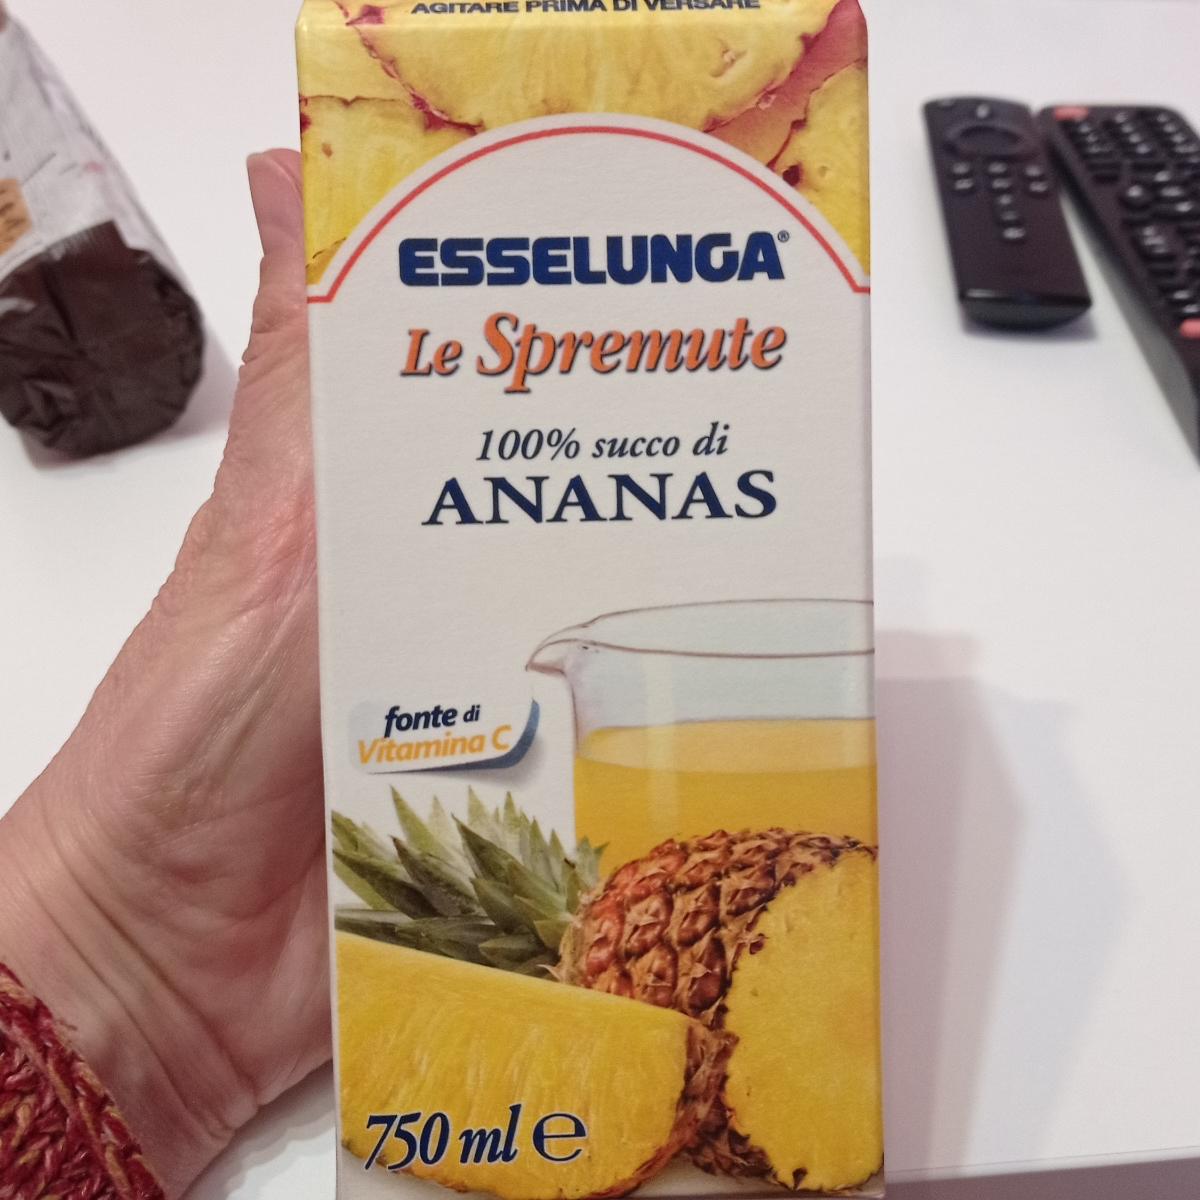 AGITARE PRIMA DI VERSARE
ESSELUNGA®
Le Spremute
100% succo di
ANANAS
fonte di
Vitamina C
750 ml ℮